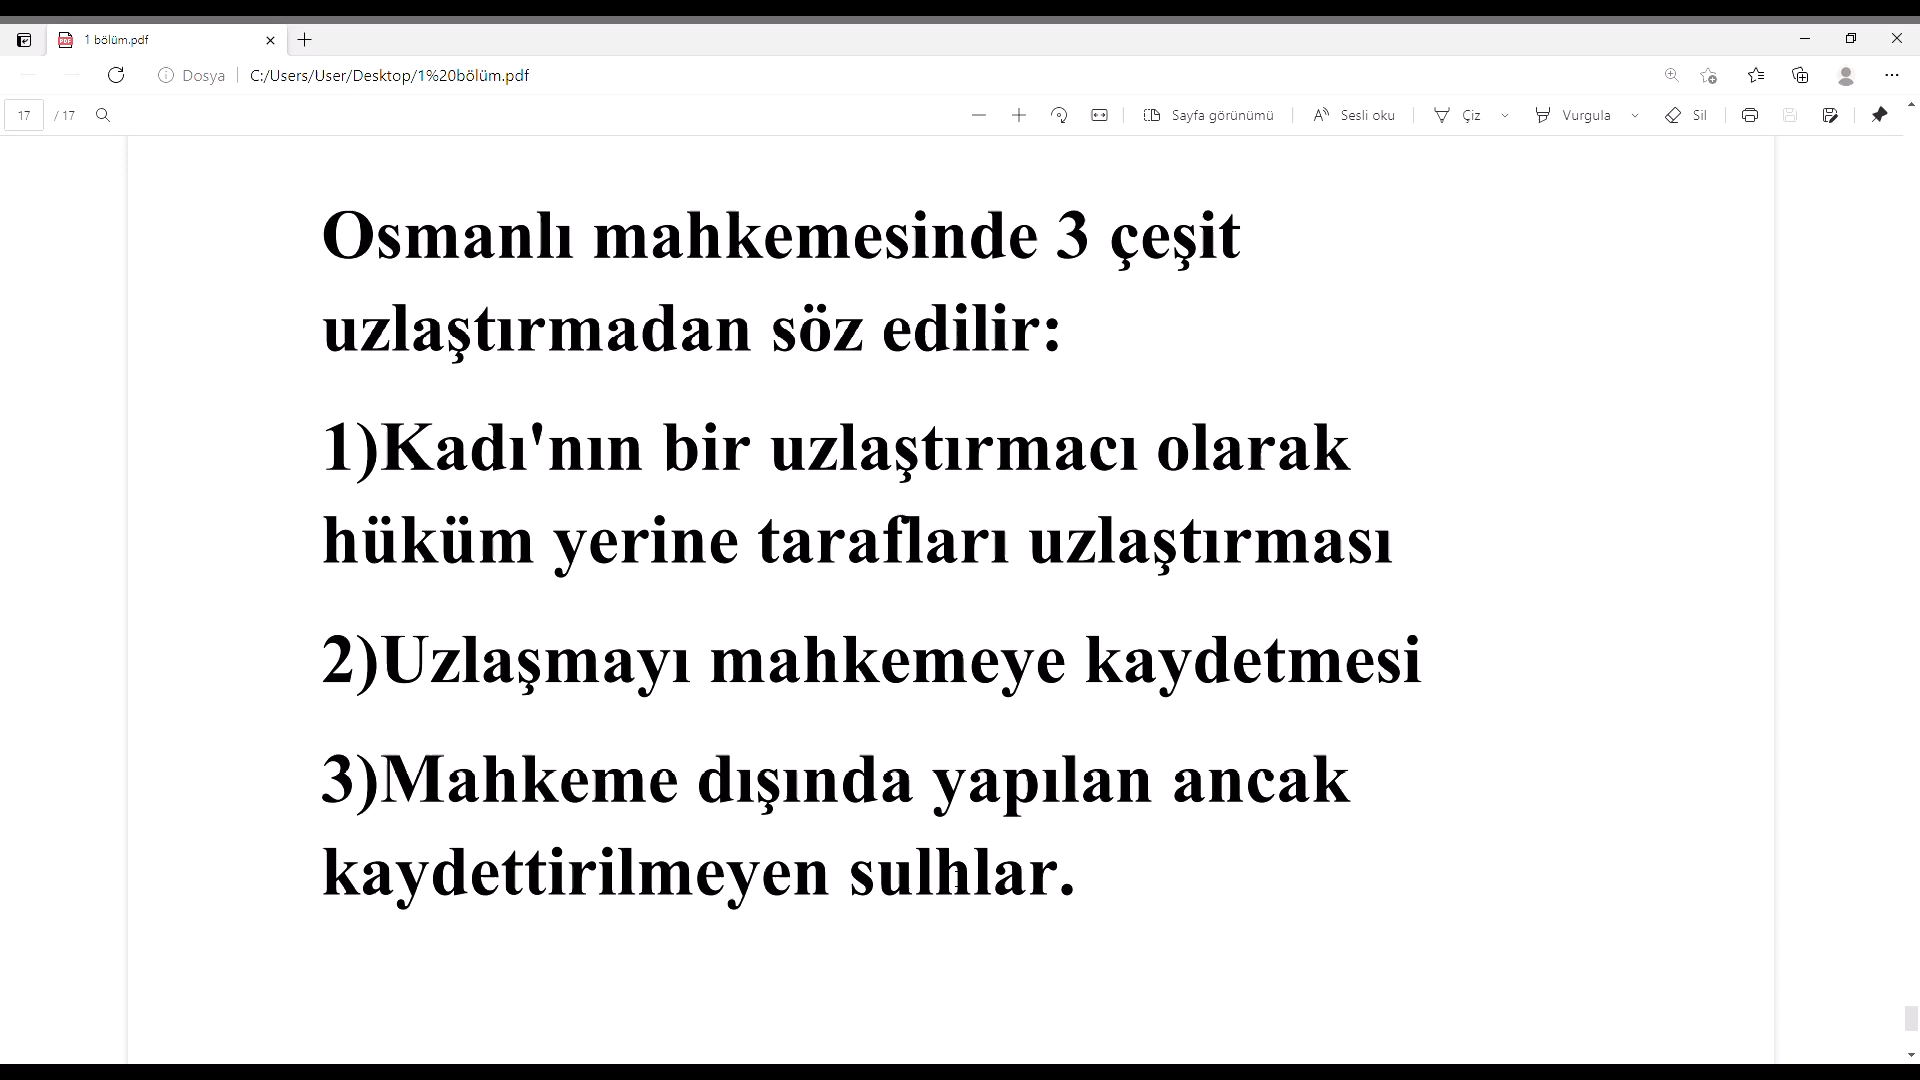 1 bölüm.pdf
Dosya C:/Users/User/Desktop/1%20bölüm.pdf
17 / 17 Sayfa görünümü Sesli oku Çiz Vurgula Sil
Osmanlı mahkemesinde 3 çeşit
uzlaştırmadan söz edilir:
1)Kadı'nın bir uzlaştırmacı olarak
hüküm yerine tarafları uzlaştırması
2)Uzlaşmayı mahkemeye kaydetmesi
3)Mahkeme dışında yapılan ancak
kaydettirilmeyen sulhlar.